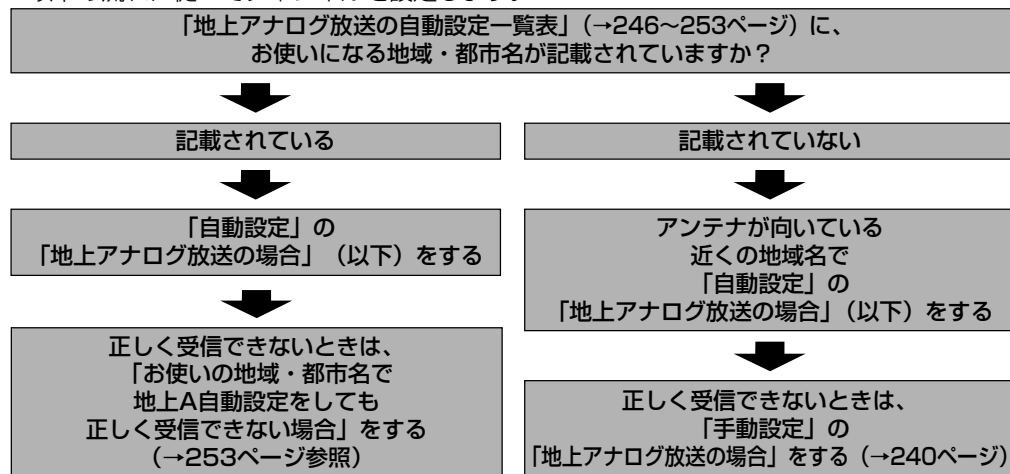 「地上アナログ放送の自動設定一覧表」(→246〜253ページ)に、
お使いになる地域・都市名が記載されていますか？
記載されている
「自動設定」の
「地上アナログ放送の場合」（以下）をする
正しく受信できないときは、
「お使いの地域・都市名で
地上A自動設定をしても
正しく受信できない場合」をする
(→253ページ参照)
記載されていない
アンテナが向いている
近くの地域名で
「自動設定」の
「地上アナログ放送の場合」（以下）をする
正しく受信できないときは、
「手動設定」の
「地上アナログ放送の場合」をする（→240ページ）